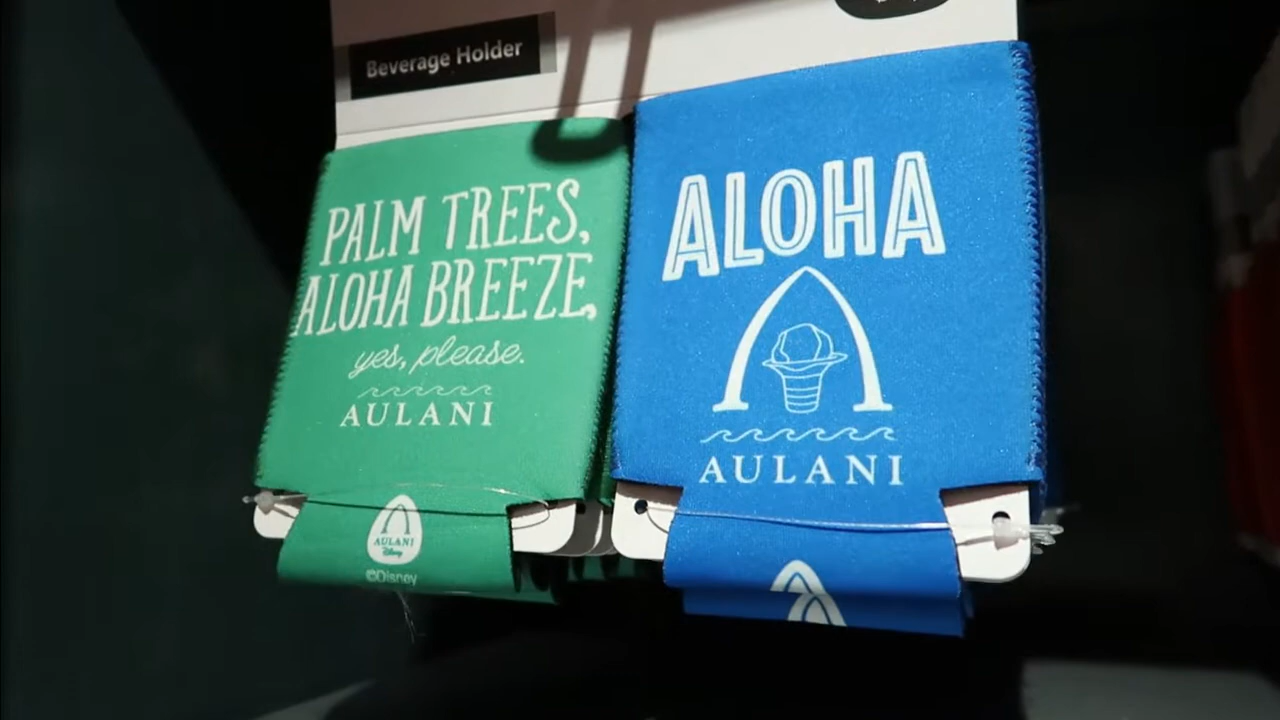 Beverage Holder
PALM TREES,
ALOHA BREEZE,
yes, please.
AULANI
AULANI
Disney
©Disney
ALOHA
AULANI